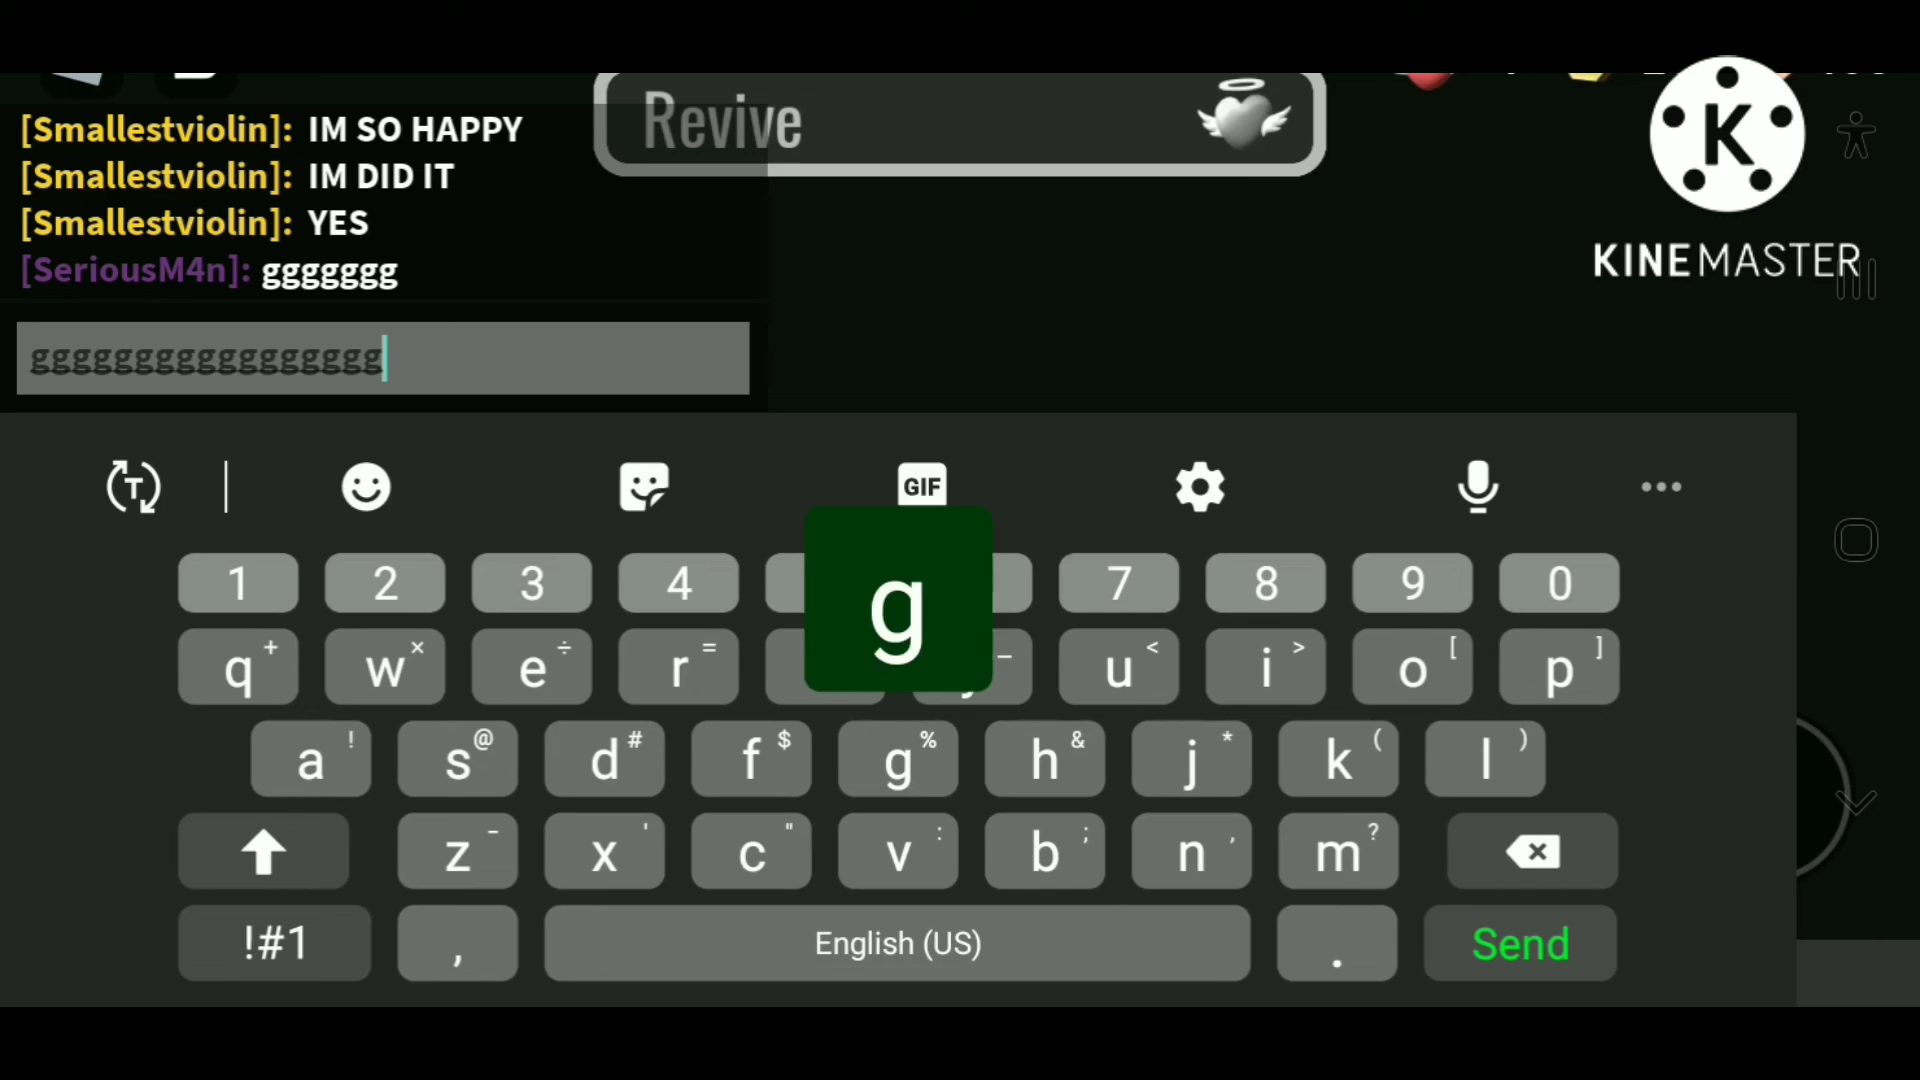 Revive
[Smallestviolin]: IM SO HAPPY
[Smallestviolin]: IM DID IT
[Smallestviolin]: YES
[SeriousM4n]: ggggggg
ggggggggggggggggg
K
KINEMASTER
T
GIF
g
1 2 3 4 7 8 9 0
q + w × e ÷ r = _ u < i > o [ p ]
a ! s @ d # f $ g % h & j * k ( l )
z - x ' c " v : b ; n , m ?
!#1 , English (US) . Send